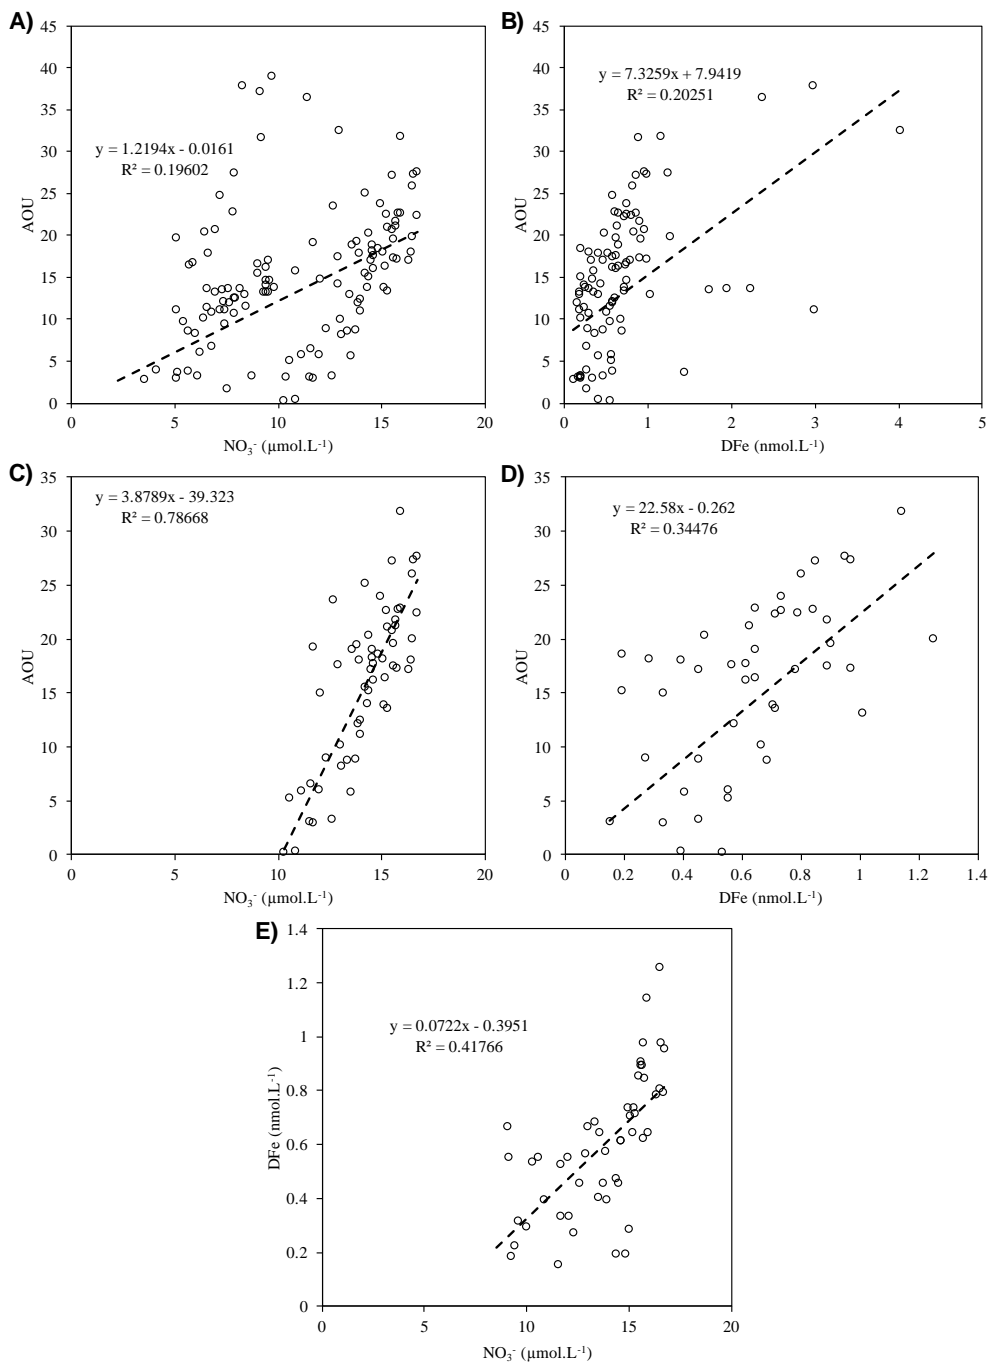 A)
45
40
35
30
25
20
15
10
5
0
AOU
y = 1.2194x - 0.0161
R² = 0.19602
0
5
10
15
20
NO₃⁻ (µmol.L⁻¹)
B)
45
40
35
30
25
20
15
10
5
0
AOU
y = 7.3259x + 7.9419
R² = 0.20251
0
1
2
3
4
5
DFe (nmol.L⁻¹)
C)
35
30
25
20
15
10
5
0
AOU
y = 3.8789x - 39.323
R² = 0.78668
0
5
10
15
20
NO₃⁻ (µmol.L⁻¹)
D)
35
30
25
20
15
10
5
0
AOU
y = 22.58x - 0.262
R² = 0.34476
0.2
0.4
0.6
0.8
1
1.2
1.4
DFe (nmol.L⁻¹)
E)
1.4
1.2
1
0.8
0.6
0.4
0.2
0
DFe (nmol.L⁻¹)
y = 0.0722x - 0.3951
R² = 0.41766
0
5
10
15
20
NO₃⁻ (µmol.L⁻¹)